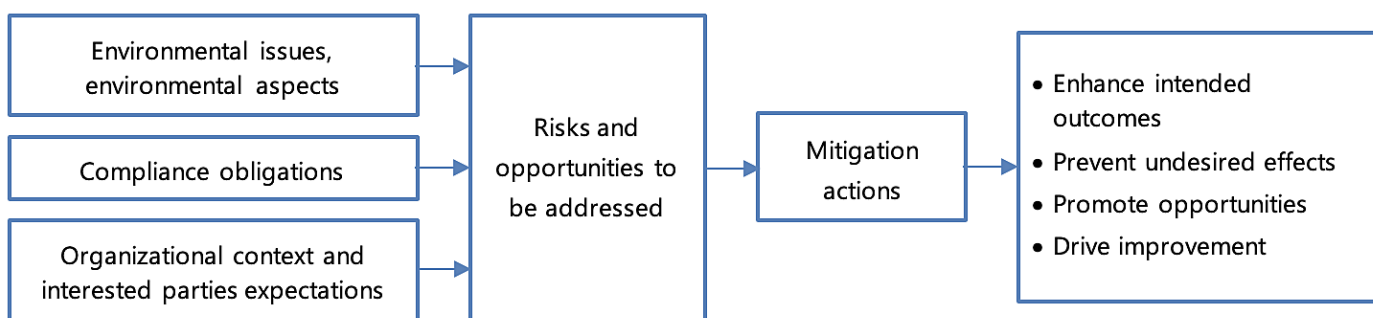 Environmental issues,
environmental aspects
Compliance obligations
Organizational context and
interested parties expectations
Risks and
opportunities to
be addressed
Mitigation
actions
• Enhance intended
outcomes
• Prevent undesired effects
• Promote opportunities
• Drive improvement